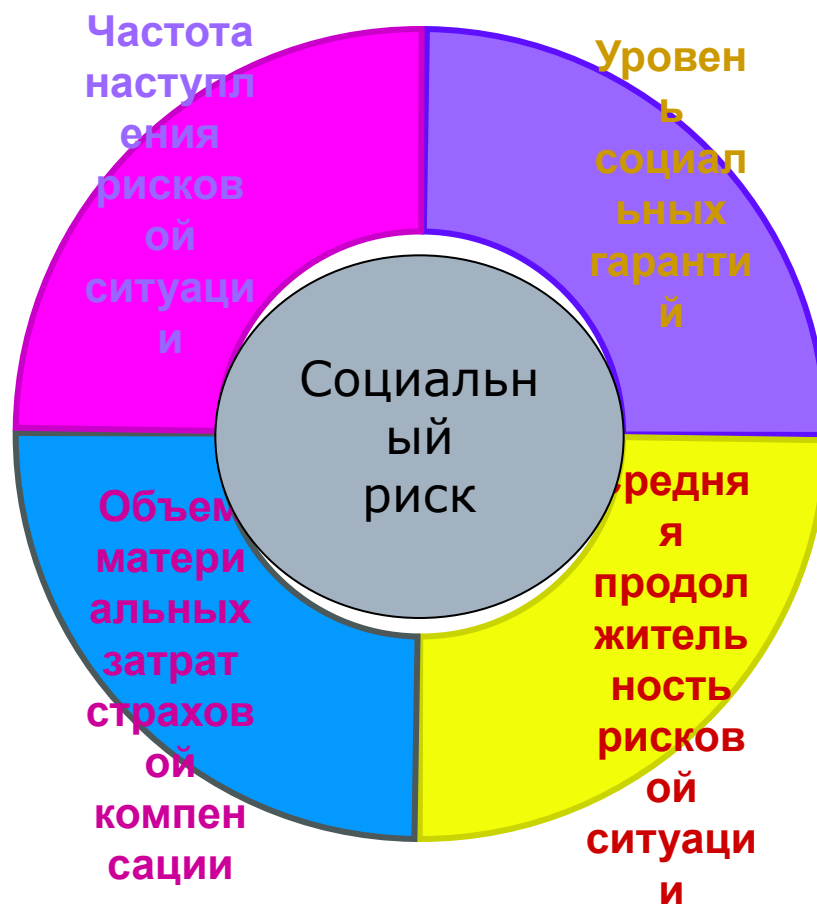 Частота
наступл
ения
рисков
ой
ситуаци
и
Уровен
ь
социал
ьных
гаранти
й
Социальн
ый
риск
Объем
матери
альных
затрат
страхов
ой
компен
сации
Средня
я
продол
житель
ность
рисков
ой
ситуаци
и